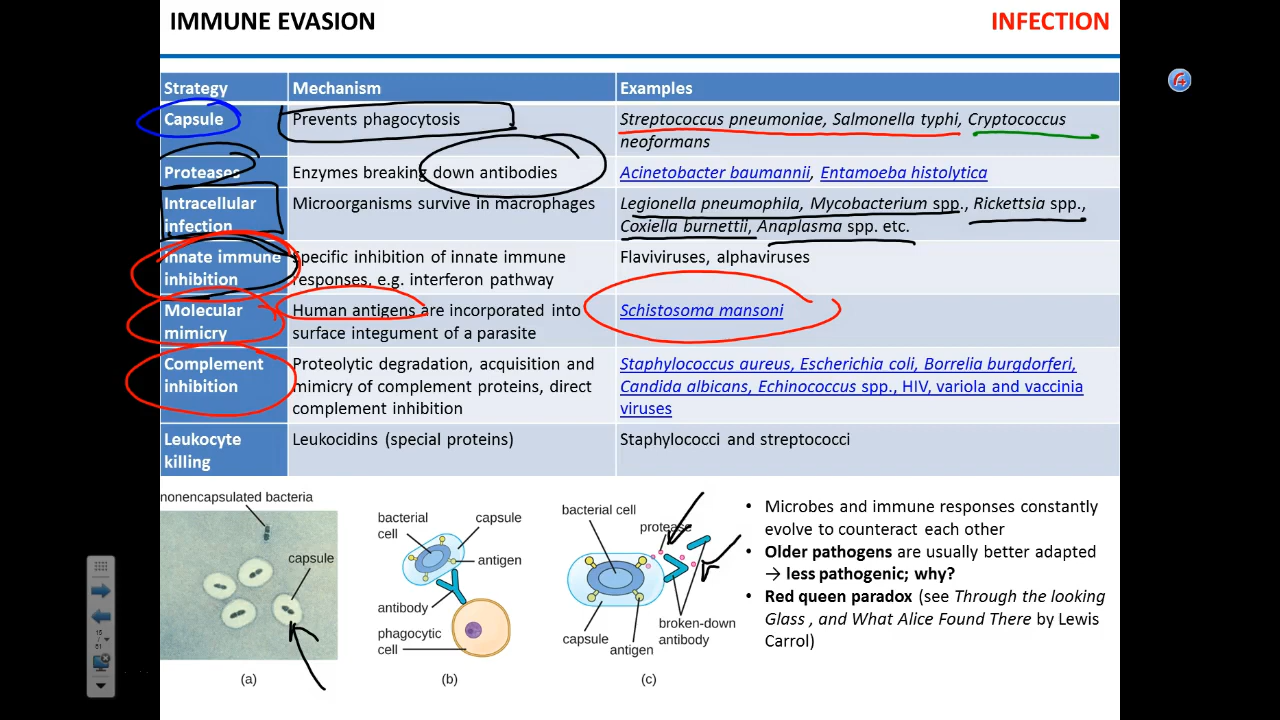 IMMUNE EVASION
INFECTION
Strategy Mechanism Examples
Capsule Prevents phagocytosis Streptococcus pneumoniae, Salmonella typhi, Cryptococcus
neoformans
Proteases Enzymes breaking down antibodies Acinetobacter baumannii, Entamoeba histolytica
Intracellular
infection
Microorganisms survive in macrophages
Legionella pneumophila, Mycobacterium spp., Rickettsia spp.,
Coxiella burnettii, Anaplasma spp. etc.
Innate immune
inhibition
Specific inhibition of innate immune
responses, e.g. interferon pathway
Flaviviruses, alphaviruses
Molecular
mimicry
Human antigens are incorporated into
surface integument of a parasite
Schistosoma mansoni
Complement
inhibition
Proteolytic degradation, acquisition and
mimicry of complement proteins, direct
complement inhibition
Staphylococcus aureus, Escherichia coli, Borrelia burgdorferi,
Candida albicans, Echinococcus spp., HIV, variola and vaccinia
viruses
Leukocyte
killing
Leukocidins (special proteins)
Staphylococci and streptococci
nonencapsulated bacteria
capsule
(a)
bacterial
cell
capsule
antigen
antibody
phagocytic
cell
(b)
bacterial cell
protease
capsule
antigen
broken-down
antibody
(c)
• Microbes and immune responses constantly
evolve to counteract each other
• Older pathogens are usually better adapted
→ less pathogenic; why?
• Red queen paradox (see Through the looking
Glass , and What Alice Found There by Lewis
Carrol)
15
/
61